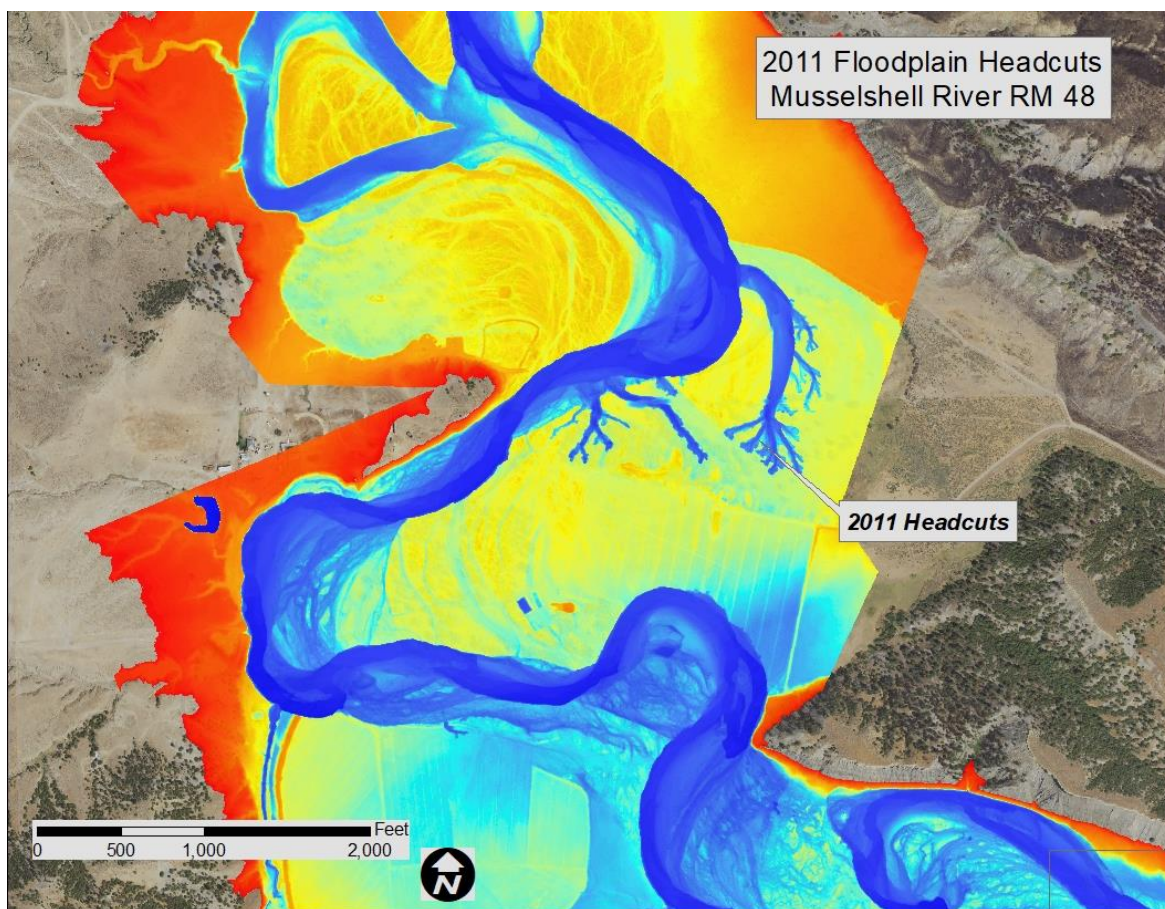 2011 Floodplain Headcuts
Musselshell River RM 48
2011 Headcuts
Feet
0 500 1,000 2,000
N